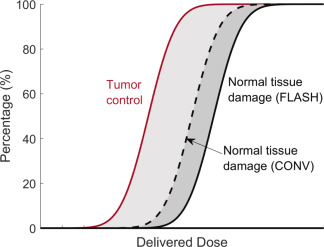 100
80
60
40
20
0
Percentage (%)
Tumor
control
Normal tissue
damage (FLASH)
Normal tissue
damage (CONV)
Delivered Dose